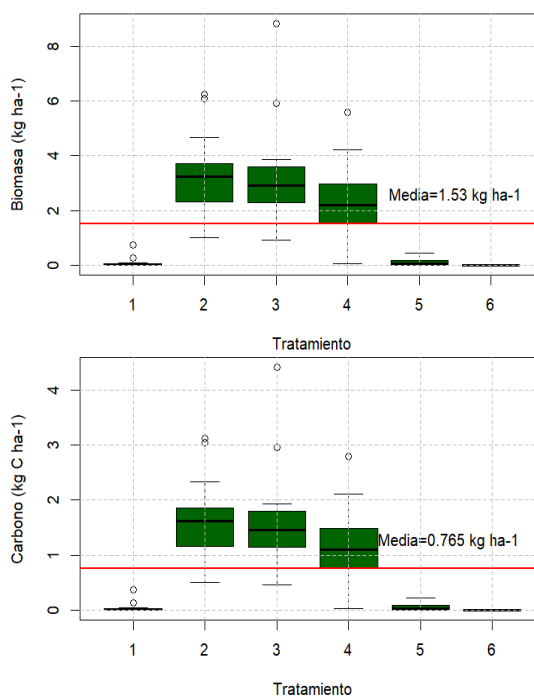 Biomasa (kg ha-1)
8
6
4
2
0
Media=1.53 kg ha-1
1 2 3 4 5 6
Tratamiento
Carbono (kg C ha-1)
4
3
2
1
0
Media=0.765 kg ha-1
1 2 3 4 5 6
Tratamiento